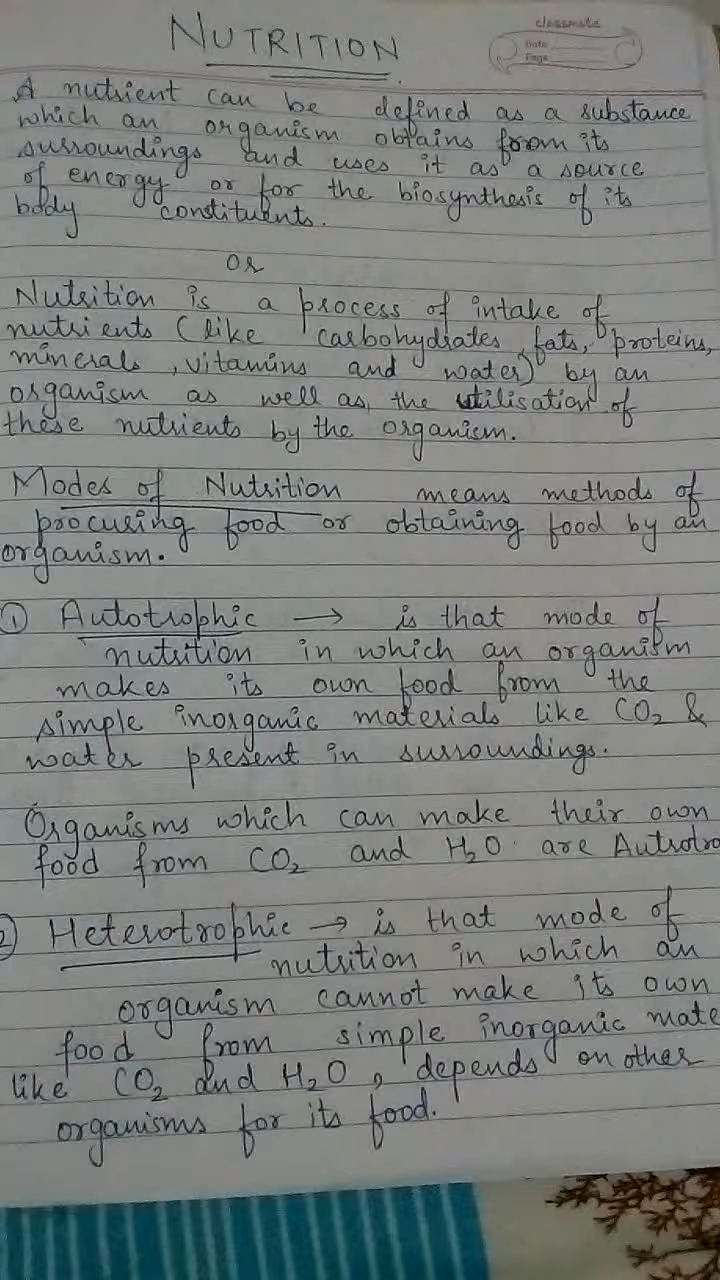 NUTRITION
classmate
Date
Page
A nutrient can be defined as a substance
which an organism obtains from its
surroundings and uses it as a source
of energy or for the biosynthesis of its
body constituents.
OR
Nutrition is a process of intake of
nutrients (like carbohydrates, fats, proteins,
minerals, vitamins and water) by an
organism as well as, the utilisation of
these nutrients by the organism.
Modes of Nutrition means methods of
procuring food or obtaining food by an
organism.
① Autotrophic → is that mode of
nutrition in which an organism
makes its own food from the
simple inorganic materials like CO₂ &
water present in surroundings.
Organisms which can make their own
food from CO₂ and H₂O are Autotro
② Heterotrophic → is that mode of
nutrition in which an
organism cannot make its own
food from simple inorganic mate
like CO₂ and H₂O, depends on other
organisms for its food.